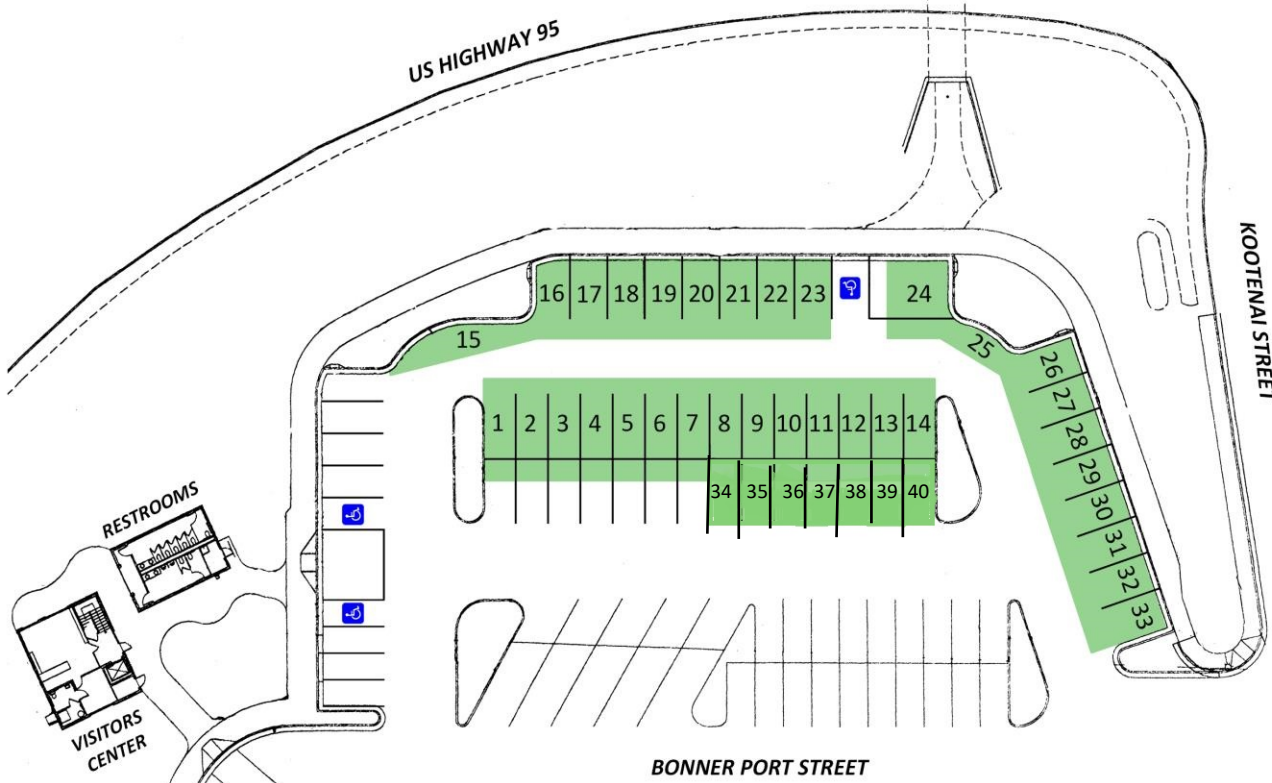 US HIGHWAY 95
KOOTENAI STREET
16 17 18 19 20 21 22 23 24
15
25
26
27
28
29
30
31
32
33
1 2 3 4 5 6 7 8 9 10 11 12 13 14
34 35 36 37 38 39 40
RESTROOMS
VISITORS
CENTER
BONNER PORT STREET